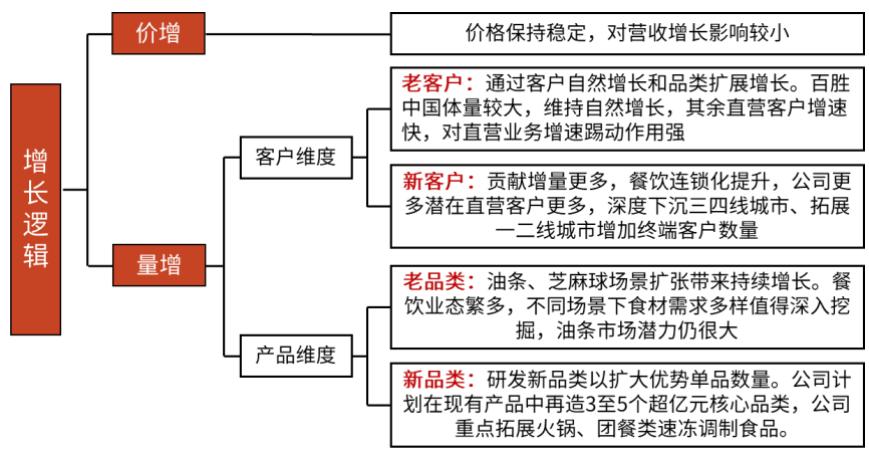 增长逻辑
价增
价格保持稳定，对营收增长影响较小
量增
客户维度
老客户：通过客户自然增长和品类扩展增长。百胜
中国体量较大，维持自然增长，其余直营客户增速
快，对直营业务增速踢动作用强
新客户：贡献增量更多，餐饮连锁化提升，公司更
多潜在直营客户更多，深度下沉三四线城市、拓展
一二线城市增加终端客户数量
产品维度
老品类：油条、芝麻球场景扩张带来持续增长。餐
饮业态繁多，不同场景下食材需求多样值得深入挖
掘，油条市场潜力仍很大
新品类：研发新品类以扩大优势单品数量。公司计
划在现有产品中再造3至5个超亿元核心品类，公司
重点拓展火锅、团餐类速冻调制食品。